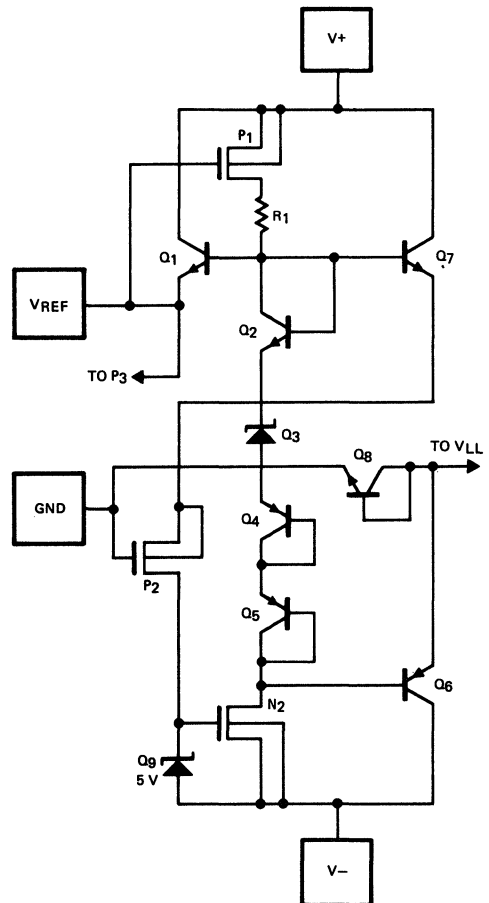 V+
P1
R1
Q1
Q7
VREF
Q2
TO P3
Q3
Q8
TO VLL
GND
Q4
P2
Q5
Q6
N2
Q9
5 V
V−